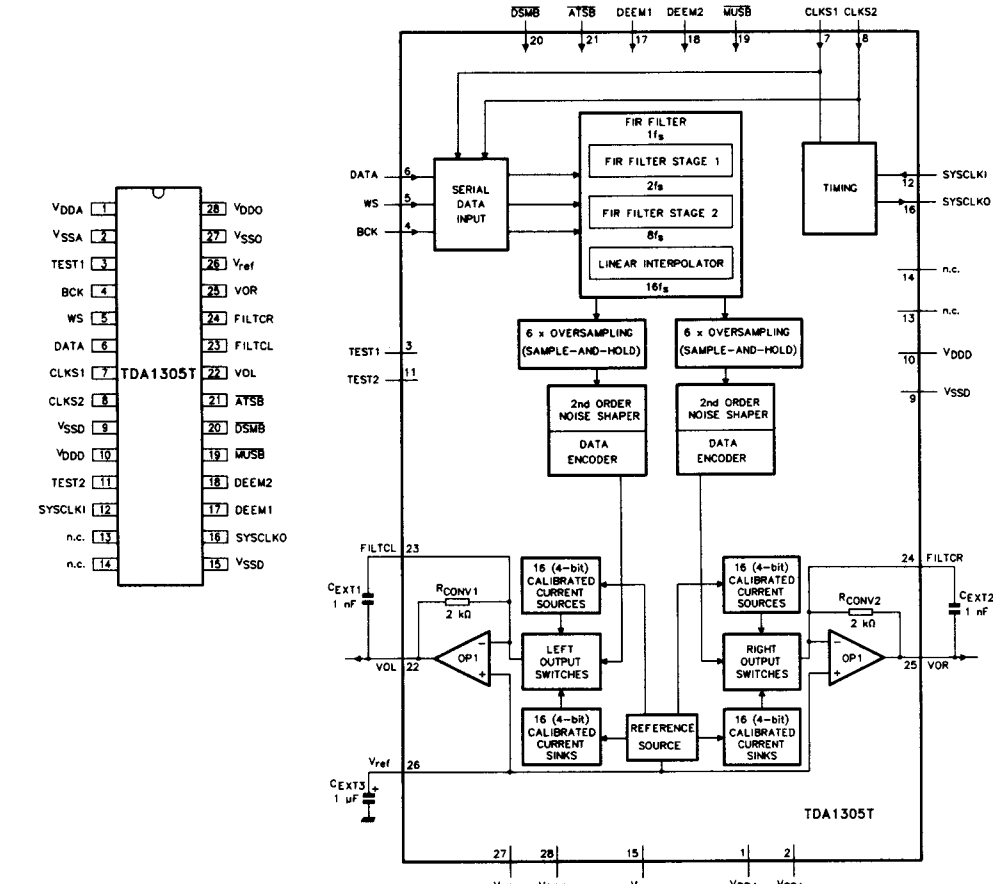 DSMB ATSB DEEM1 DEEM2 MUSB CLKS1 CLKS2
20 21 17 18 19 7 8
VDDA 1
VSSA 2
TEST1 3
BCK 4
WS 5
DATA 6
CLKS1 7
CLKS2 8
VSSD 9
VDDD 10
TEST2 11
SYSCLKI 12
n.c. 13
n.c. 14
TDA1305T
28 VDDO
27 VSSO
26 Vref
25 VOR
24 FILTCR
23 FILTCL
22 VOL
21 ATSB
20 DSMB
19 MUSB
18 DEEM2
17 DEEM1
16 SYSCLKO
15 VSSD
DATA 6
WS 5
BCK 4
SERIAL
DATA
INPUT
FIR FILTER
1fs
FIR FILTER STAGE 1
2fs
FIR FILTER STAGE 2
8fs
LINEAR INTERPOLATOR
16fs
TIMING
12 SYSCLKI
16 SYSCLKO
14 n.c.
13 n.c.
10 VDDD
9 VSSD
TEST1 3
TEST2 11
6 x OVERSAMPLING
(SAMPLE-AND-HOLD)
6 x OVERSAMPLING
(SAMPLE-AND-HOLD)
2nd ORDER
NOISE SHAPER
DATA
ENCODER
2nd ORDER
NOISE SHAPER
DATA
ENCODER
FILTCL 23
CEXT1
1 nF
RCONV1
2 kΩ
VOL 22
−
OP1
+
16 (4-bit)
CALIBRATED
CURRENT
SOURCES
LEFT
OUTPUT
SWITCHES
16 (4-bit)
CALIBRATED
CURRENT
SINKS
REFERENCE
SOURCE
16 (4-bit)
CALIBRATED
CURRENT
SOURCES
RIGHT
OUTPUT
SWITCHES
16 (4-bit)
CALIBRATED
CURRENT
SINKS
24 FILTCR
RCONV2
2 kΩ
CEXT2
1 nF
−
OP1
+
25 VOR
Vref 26
CEXT3 +
1 µF
TDA1305T
27 28 15 1 2